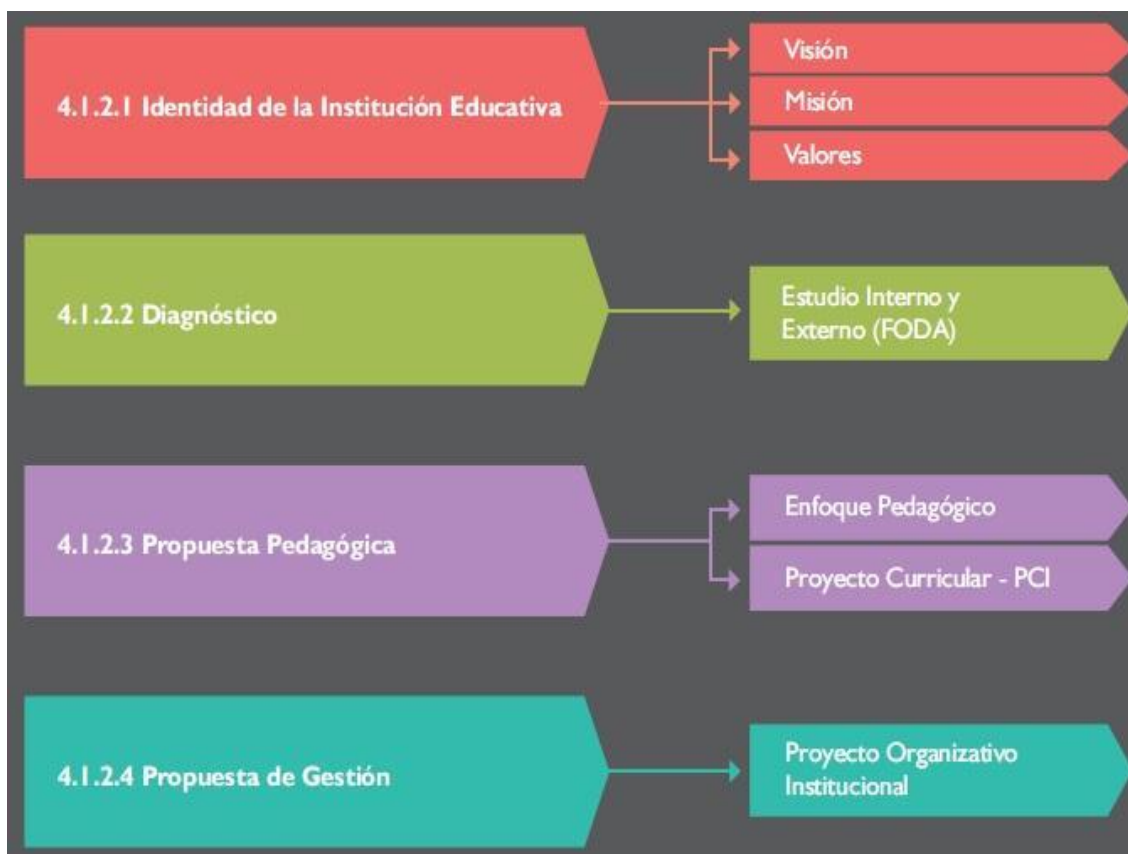 4.1.2.1 Identidad de la Institución Educativa
Visión
Misión
Valores
4.1.2.2 Diagnóstico
Estudio Interno y
Externo (FODA)
4.1.2.3 Propuesta Pedagógica
Enfoque Pedagógico
Proyecto Curricular - PCI
4.1.2.4 Propuesta de Gestión
Proyecto Organizativo
Institucional